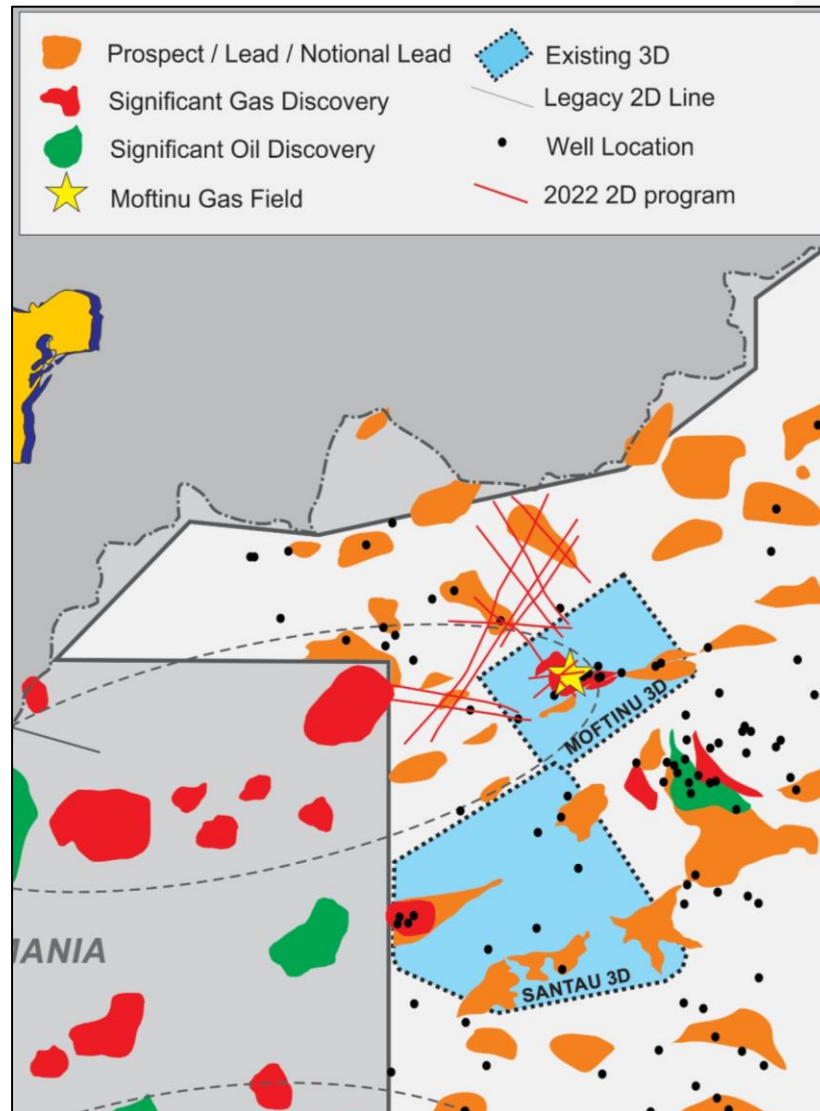 Prospect / Lead / Notional Lead
Significant Gas Discovery
Significant Oil Discovery
Moftinu Gas Field
Existing 3D
Legacy 2D Line
Well Location
2022 2D program
MOFTINU 3D
MANIA
SANTAU 3D